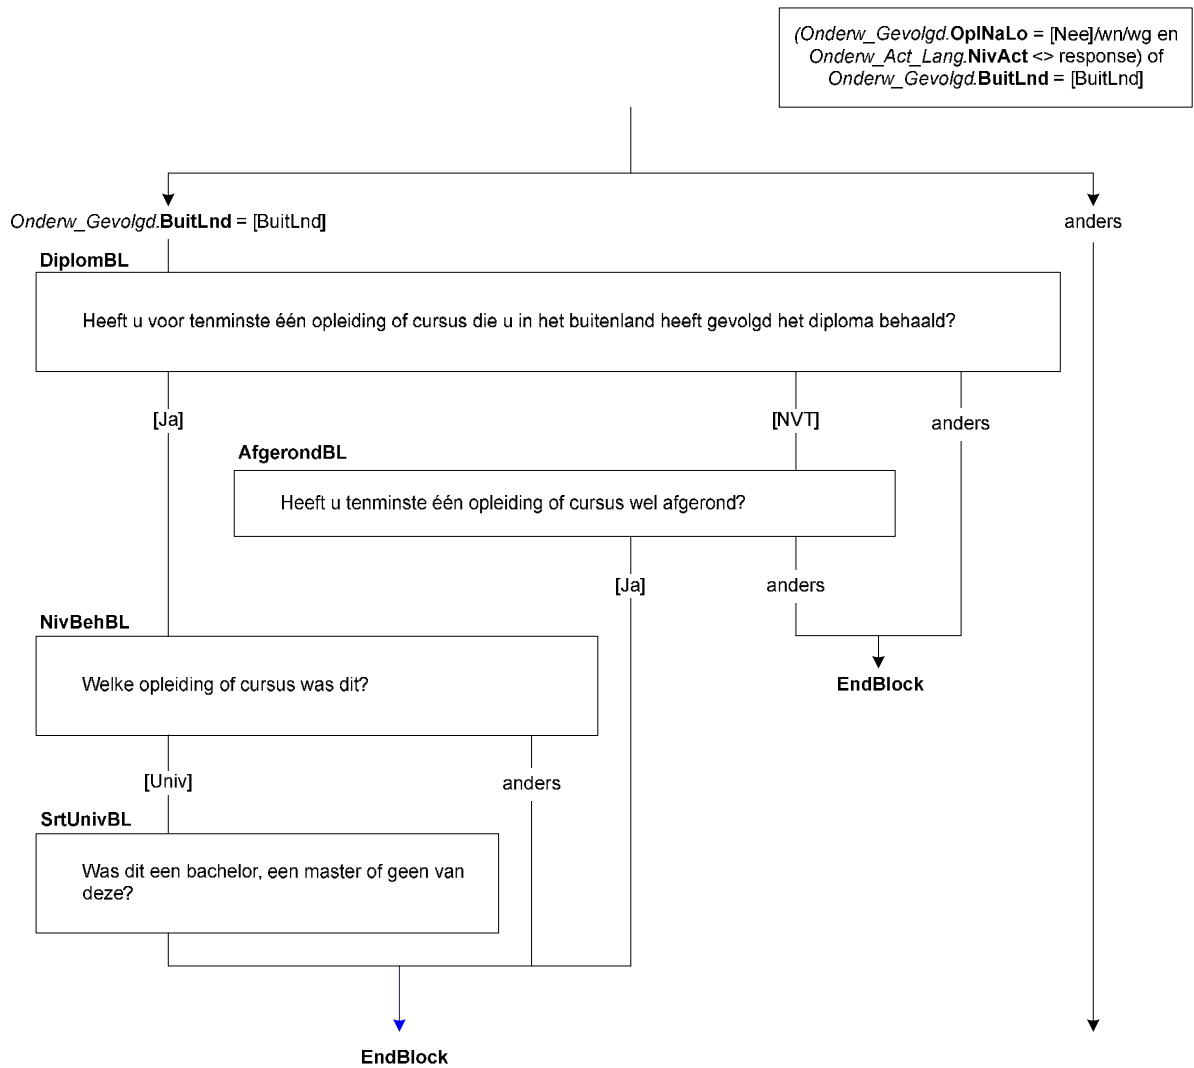 (Onderw_Gevolgd.OplNaLo = [Nee]/wn/wg en
Onderw_Act_Lang.NivAct <> response) of
Onderw_Gevolgd.BuitLnd = [BuitLnd]
Onderw_Gevolgd.BuitLnd = [BuitLnd]
anders
DiplomBL
Heeft u voor tenminste één opleiding of cursus die u in het buitenland heeft gevolgd het diploma behaald?
[Ja]
[NVT]
anders
AfgerondBL
Heeft u tenminste één opleiding of cursus wel afgerond?
[Ja]
anders
NivBehBL
Welke opleiding of cursus was dit?
EndBlock
[Univ]
anders
SrtUnivBL
Was dit een bachelor, een master of geen van
deze?
EndBlock